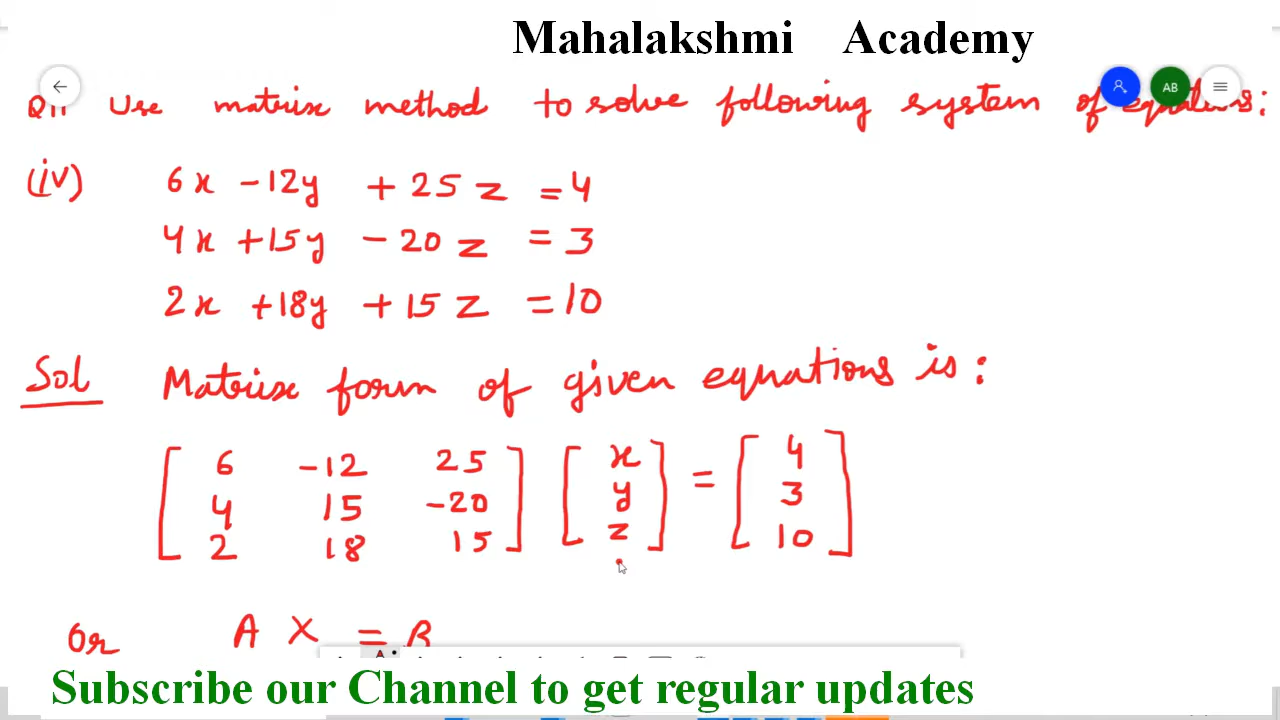 Mahalakshmi Academy
Q11 Use matrix method to solve following system of equations:
(iv) 6x -12y + 25z = 4
4x +15y - 20z = 3
2x +18y + 15z = 10
Sol Matrix form of given equations is:
[ 6 -12 25 ] [ x ] = [ 4 ]
[ 4 15 -20 ] [ y ] [ 3 ]
[ 2 18 15 ] [ z ] [ 10 ]
Or A X = B
AB
Subscribe our Channel to get regular updates